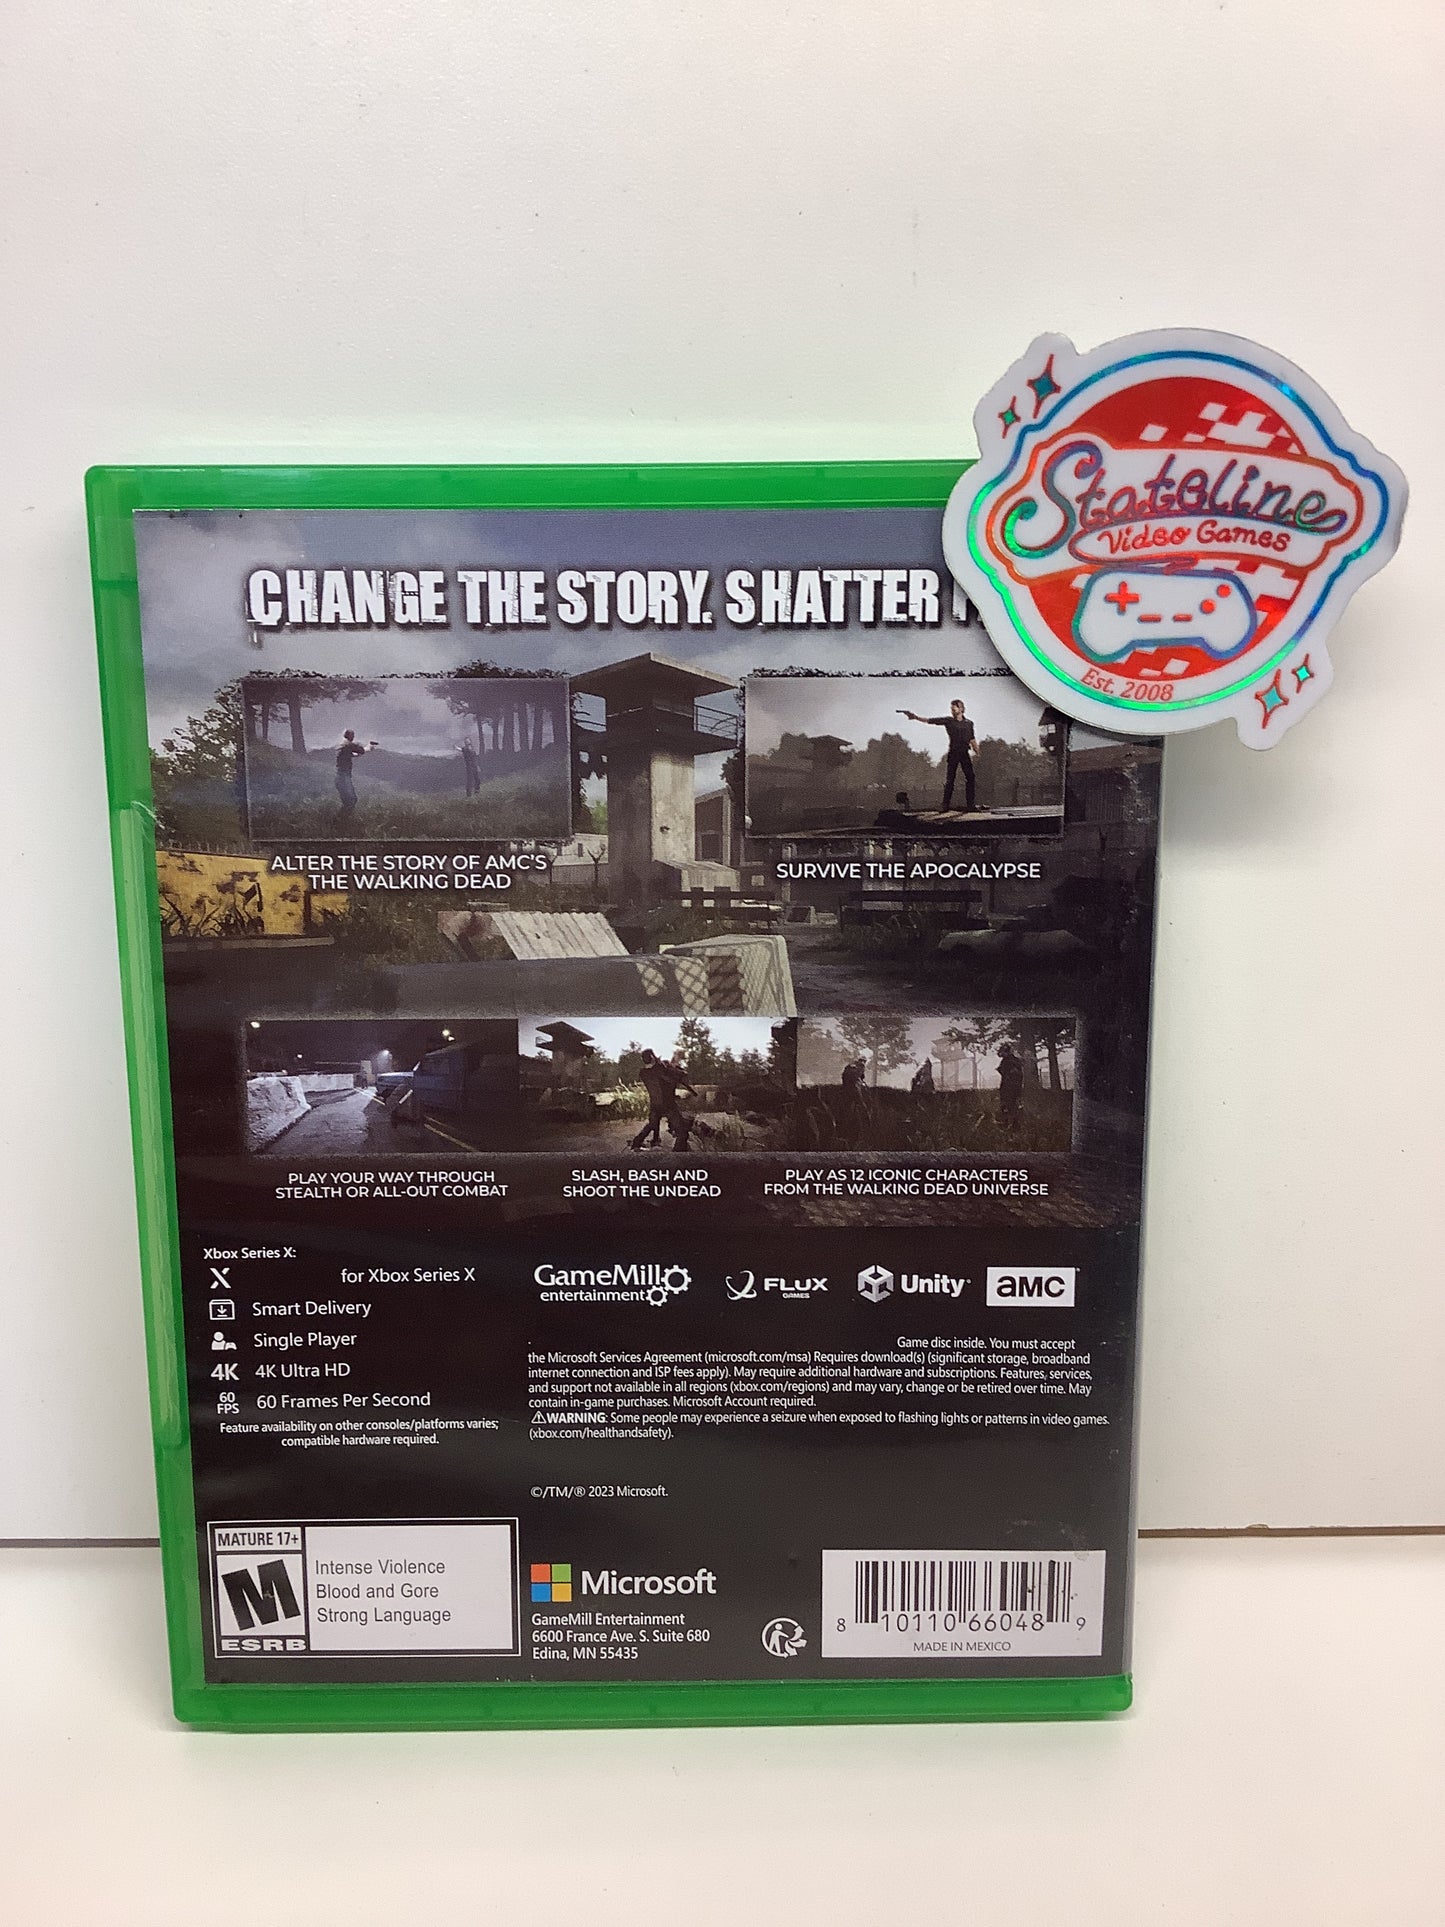 Stateline
Video Games
Est. 2008
CHANGE THE STORY. SHATTER
ALTER THE STORY OF AMC'S
THE WALKING DEAD
SURVIVE THE APOCALYPSE
PLAY YOUR WAY THROUGH
STEALTH OR ALL-OUT COMBAT
SLASH, BASH AND
SHOOT THE UNDEAD
PLAY AS 12 ICONIC CHARACTERS
FROM THE WALKING DEAD UNIVERSE
Xbox Series X:
X for Xbox Series X
Smart Delivery
Single Player
4K 4K Ultra HD
60 FPS 60 Frames Per Second
Feature availability on other consoles/platforms varies;
compatible hardware required.
GameMill
entertainment
FLUX
GAMES
Unity
aMC
Game disc inside. You must accept
the Microsoft Services Agreement (microsoft.com/msa) Requires download(s) (significant storage, broadband
internet connection and ISP fees apply). May require additional hardware and subscriptions. Features, services,
and support not available in all regions (xbox.com/regions) and may vary, change or be retired over time. May
contain in-game purchases. Microsoft Account required.
⚠WARNING: Some people may experience a seizure when exposed to flashing lights or patterns in video games.
(xbox.com/healthandsafety).
©/TM/® 2023 Microsoft.
MATURE 17+
M
ESRB
Intense Violence
Blood and Gore
Strong Language
Microsoft
GameMill Entertainment
6600 France Ave. S. Suite 680
Edina, MN 55435
8 10110 66048 9
MADE IN MEXICO